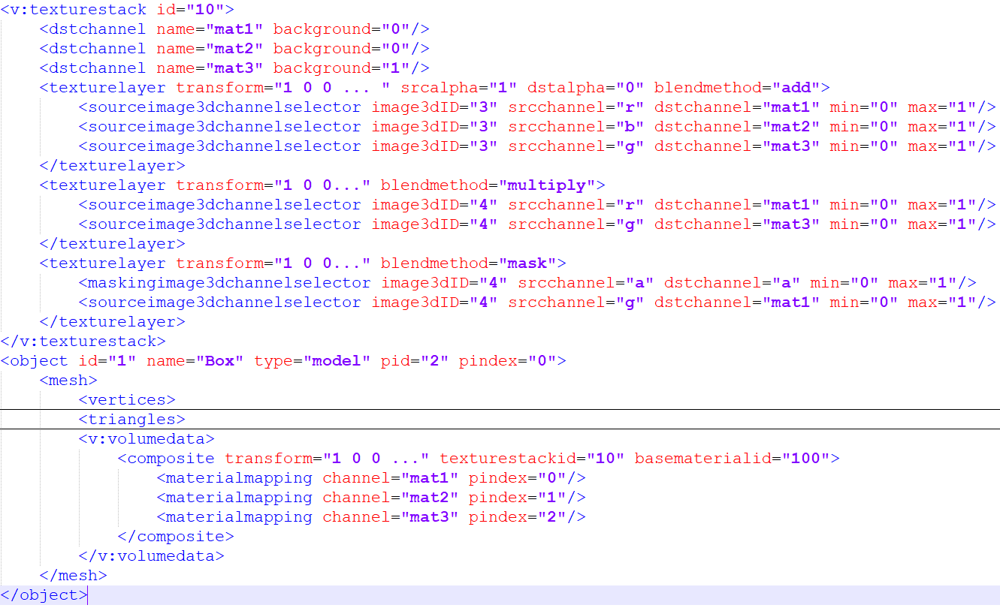 <v:texturestack id="10">
<dstchannel name="mat1" background="0"/>
<dstchannel name="mat2" background="0"/>
<dstchannel name="mat3" background="1"/>
<texturelayer transform="1 0 0 ... " srcalpha="1" dstalpha="0" blendmethod="add">
<sourceimage3dchannelselector image3dID="3" srcchannel="r" dstchannel="mat1" min="0" max="1"/>
<sourceimage3dchannelselector image3dID="3" srcchannel="b" dstchannel="mat2" min="0" max="1"/>
<sourceimage3dchannelselector image3dID="3" srcchannel="g" dstchannel="mat3" min="0" max="1"/>
</texturelayer>
<texturelayer transform="1 0 0..." blendmethod="multiply">
<sourceimage3dchannelselector image3dID="4" srcchannel="r" dstchannel="mat1" min="0" max="1"/>
<sourceimage3dchannelselector image3dID="4" srcchannel="g" dstchannel="mat3" min="0" max="1"/>
</texturelayer>
<texturelayer transform="1 0 0..." blendmethod="mask">
<maskingimage3dchannelselector image3dID="4" srcchannel="a" dstchannel="a" min="0" max="1"/>
<sourceimage3dchannelselector image3dID="4" srcchannel="g" dstchannel="mat1" min="0" max="1"/>
</texturelayer>
</v:texturestack>
<object id="1" name="Box" type="model" pid="2" pindex="0">
<mesh>
<vertices>
<triangles>
<v:volumedata>
<composite transform="1 0 0 ..." texturestackid="10" basematerialid="100">
<materialmapping channel="mat1" pindex="0"/>
<materialmapping channel="mat2" pindex="1"/>
<materialmapping channel="mat3" pindex="2"/>
</composite>
</v:volumedata>
</mesh>
</object>